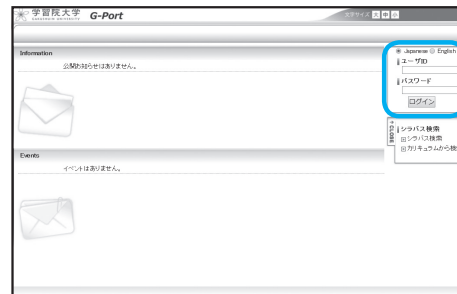 学習院大学 G-Port
GAKUSHUIN UNIVERSITY
文字サイズ 大 中 小
Information
公開お知らせはありません。
Japanese English
ユーザID
パスワード
ログイン
CLOSE
シラバス検索
シラバス検索
カリキュラムから検
Events
イベントはありません。